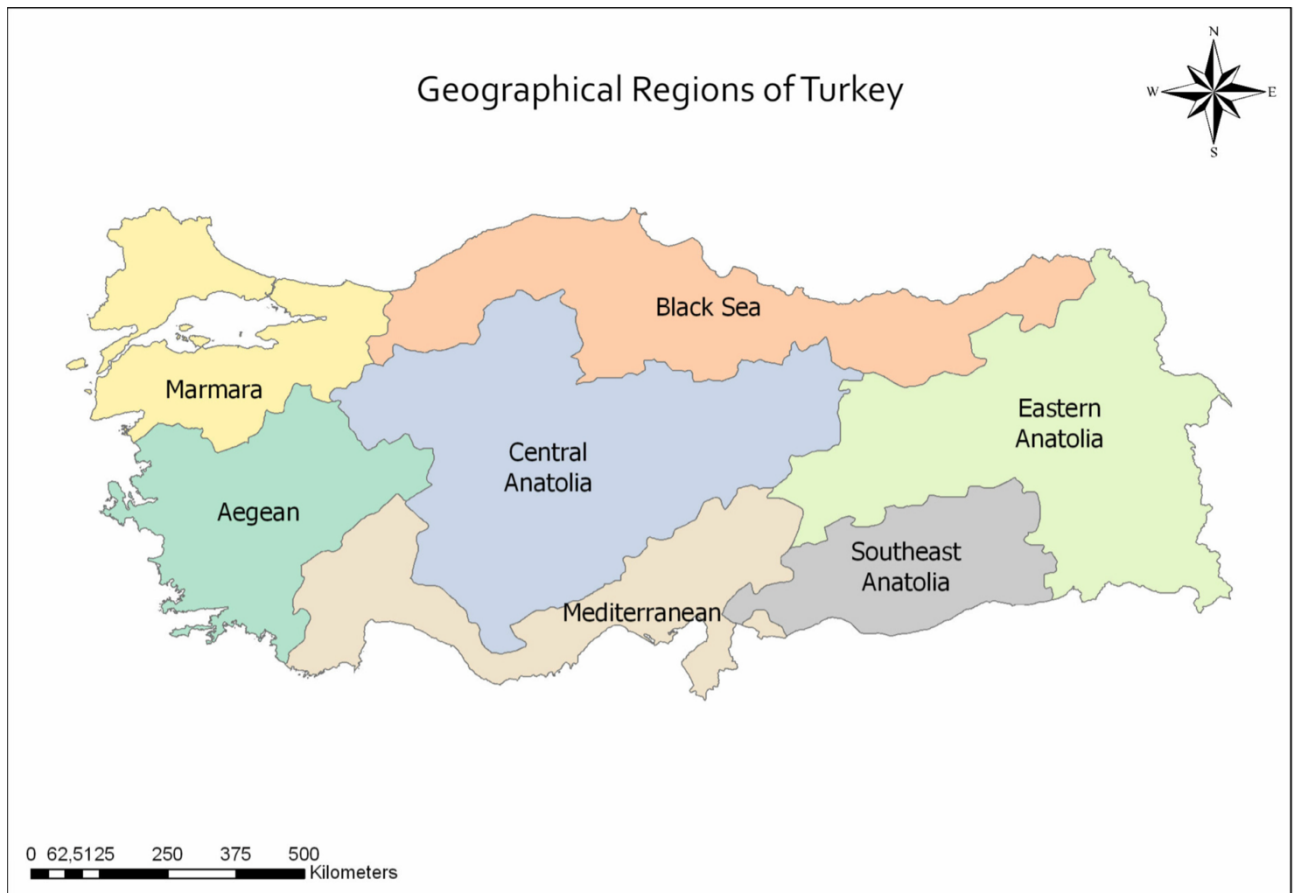 N
Geographical Regions of Turkey
W E
S
Black Sea
Marmara
Eastern
Anatolia
Central
Anatolia
Aegean
Southeast
Anatolia
Mediterranean
0 62,5125 250 375 500
Kilometers